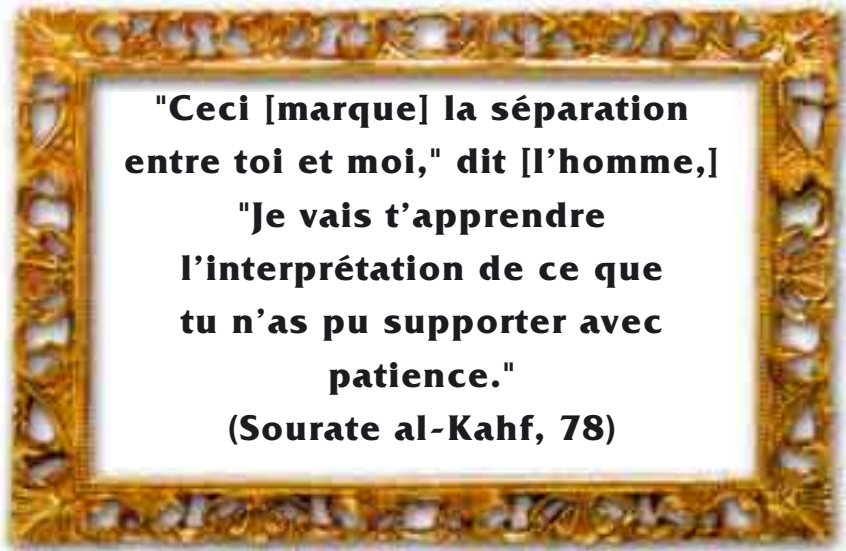 "Ceci [marque] la séparation
entre toi et moi," dit [l’homme,]
"Je vais t’apprendre
l’interprétation de ce que
tu n’as pu supporter avec
patience."
(Sourate al-Kahf, 78)